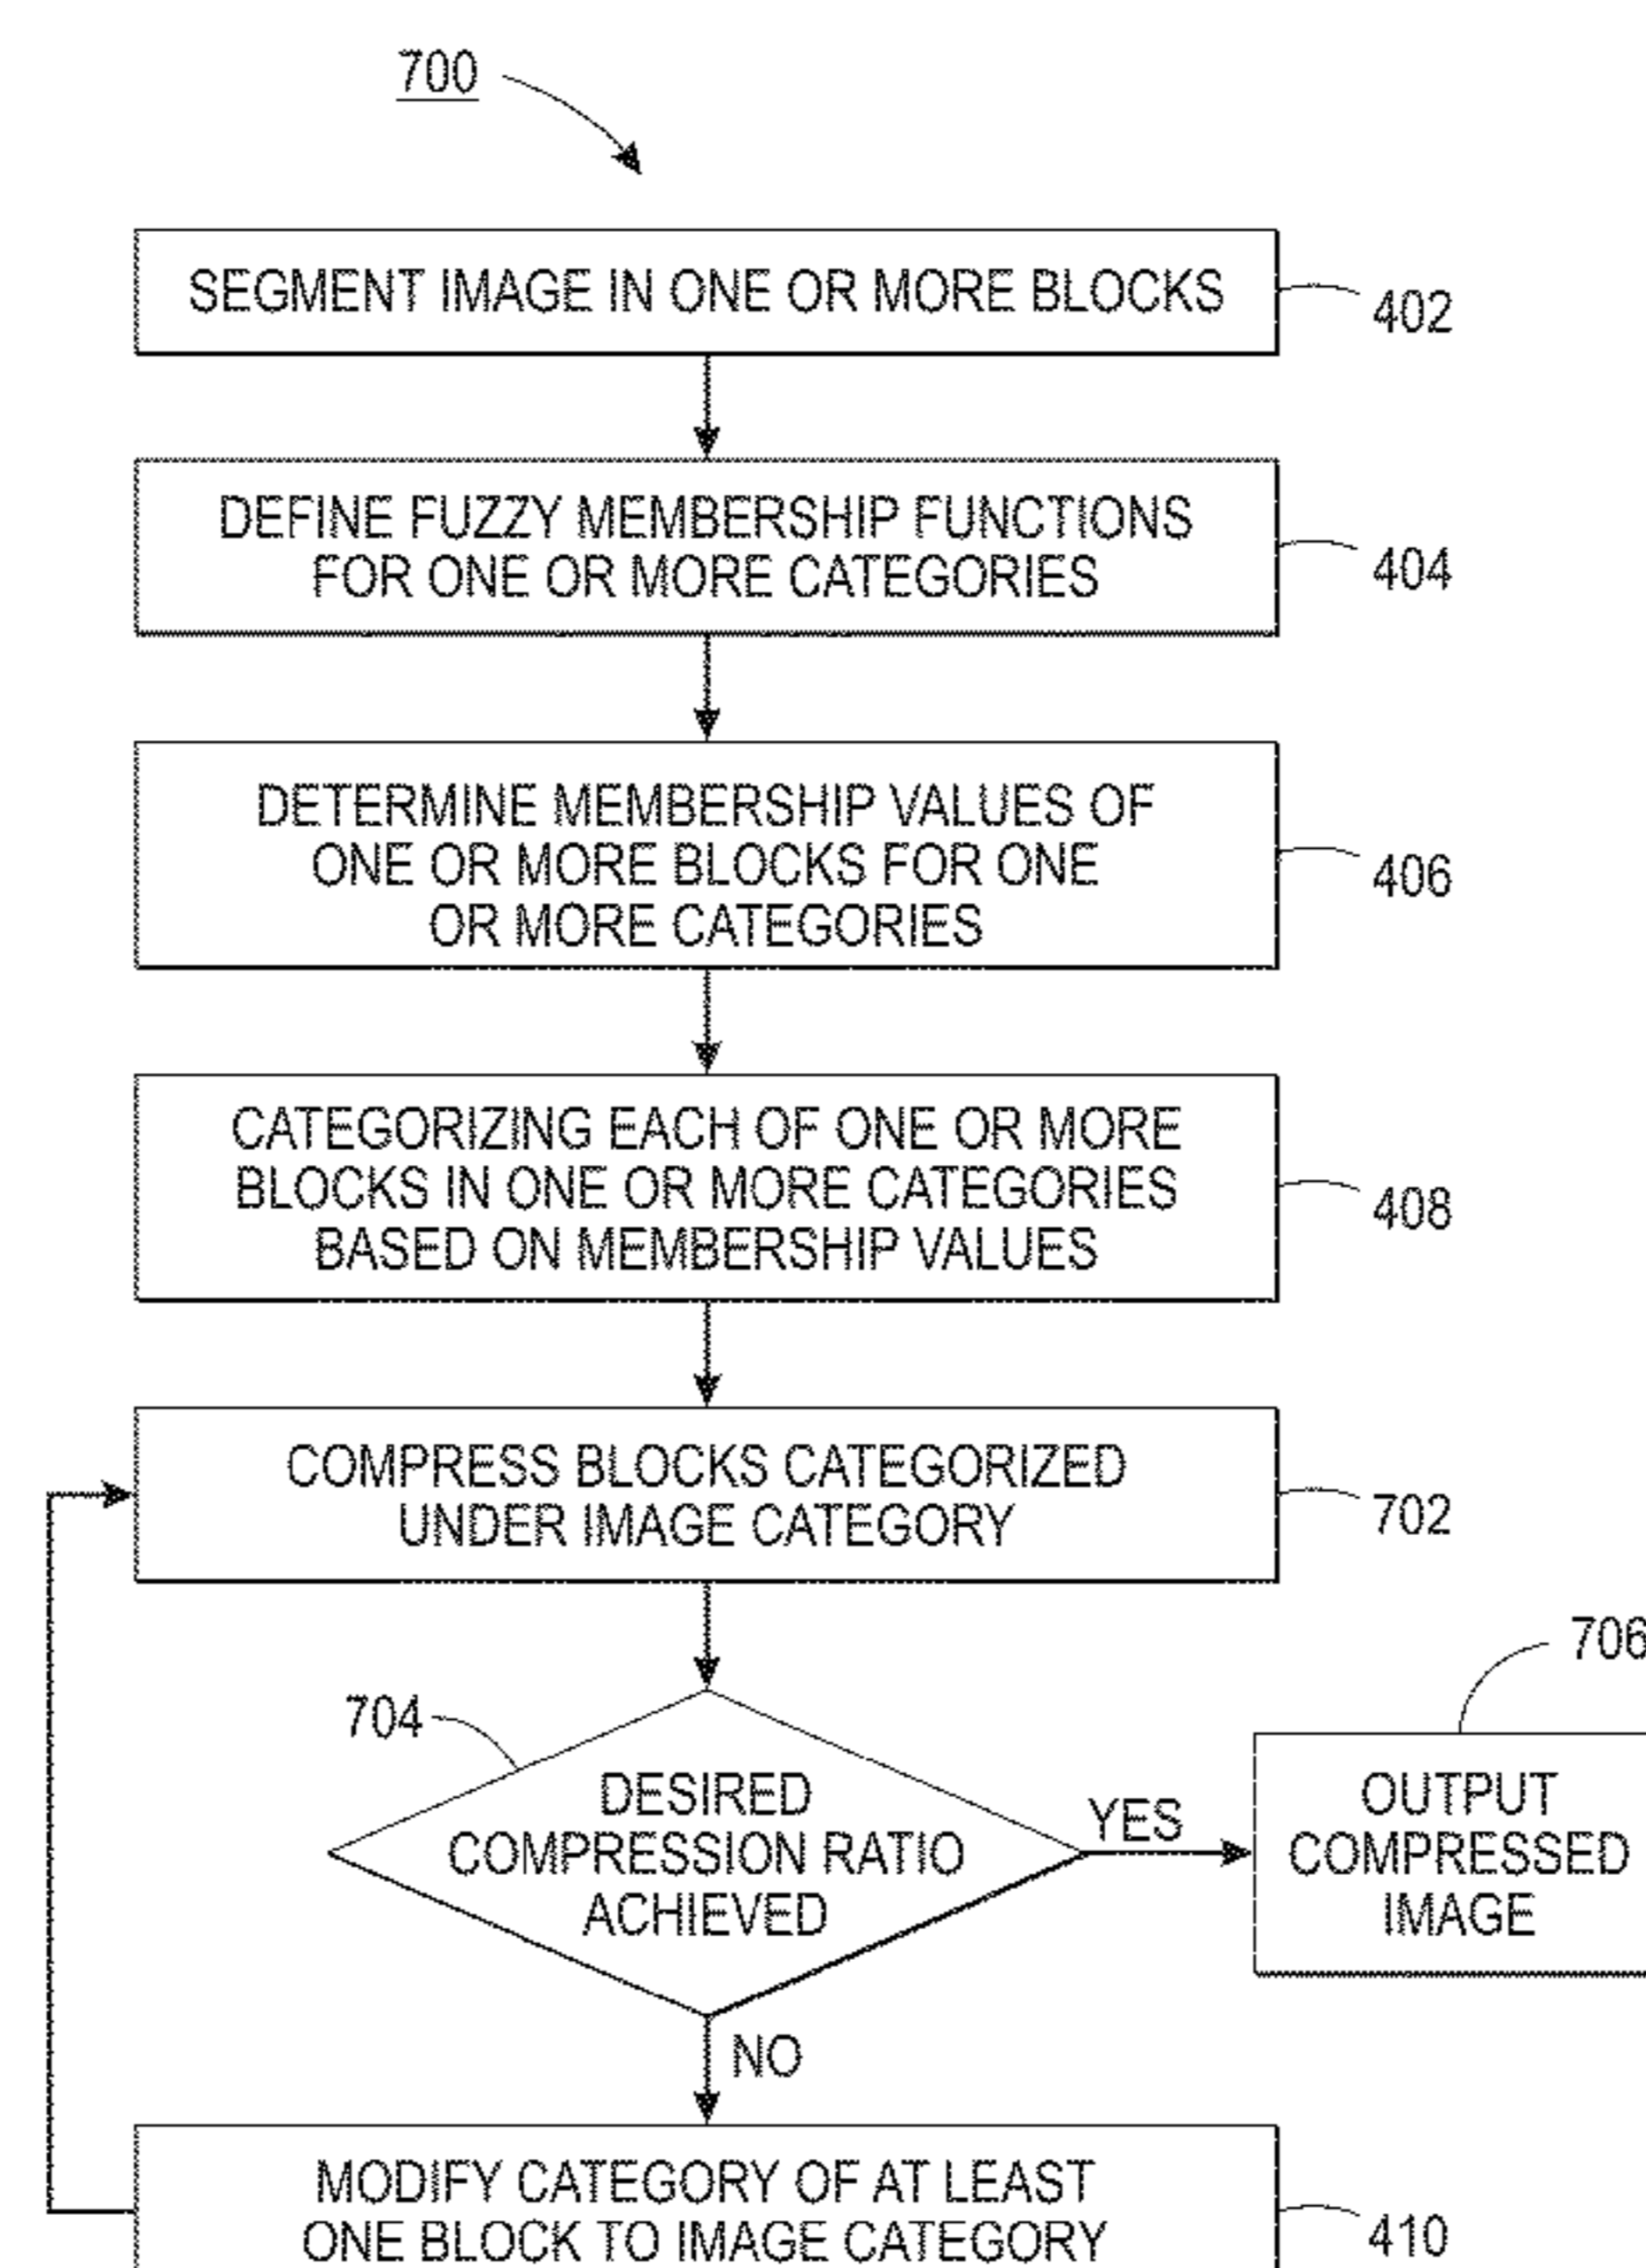 700
SEGMENT IMAGE IN ONE OR MORE BLOCKS
402
DEFINE FUZZY MEMBERSHIP FUNCTIONS
FOR ONE OR MORE CATEGORIES
404
DETERMINE MEMBERSHIP VALUES OF
ONE OR MORE BLOCKS FOR ONE
OR MORE CATEGORIES
406
CATEGORIZING EACH OF ONE OR MORE
BLOCKS IN ONE OR MORE CATEGORIES
BASED ON MEMBERSHIP VALUES
408
COMPRESS BLOCKS CATEGORIZED
UNDER IMAGE CATEGORY
702
704
DESIRED
COMPRESSION RATIO
ACHIEVED
YES
706
OUTPUT
COMPRESSED
IMAGE
NO
MODIFY CATEGORY OF AT LEAST
ONE BLOCK TO IMAGE CATEGORY
410